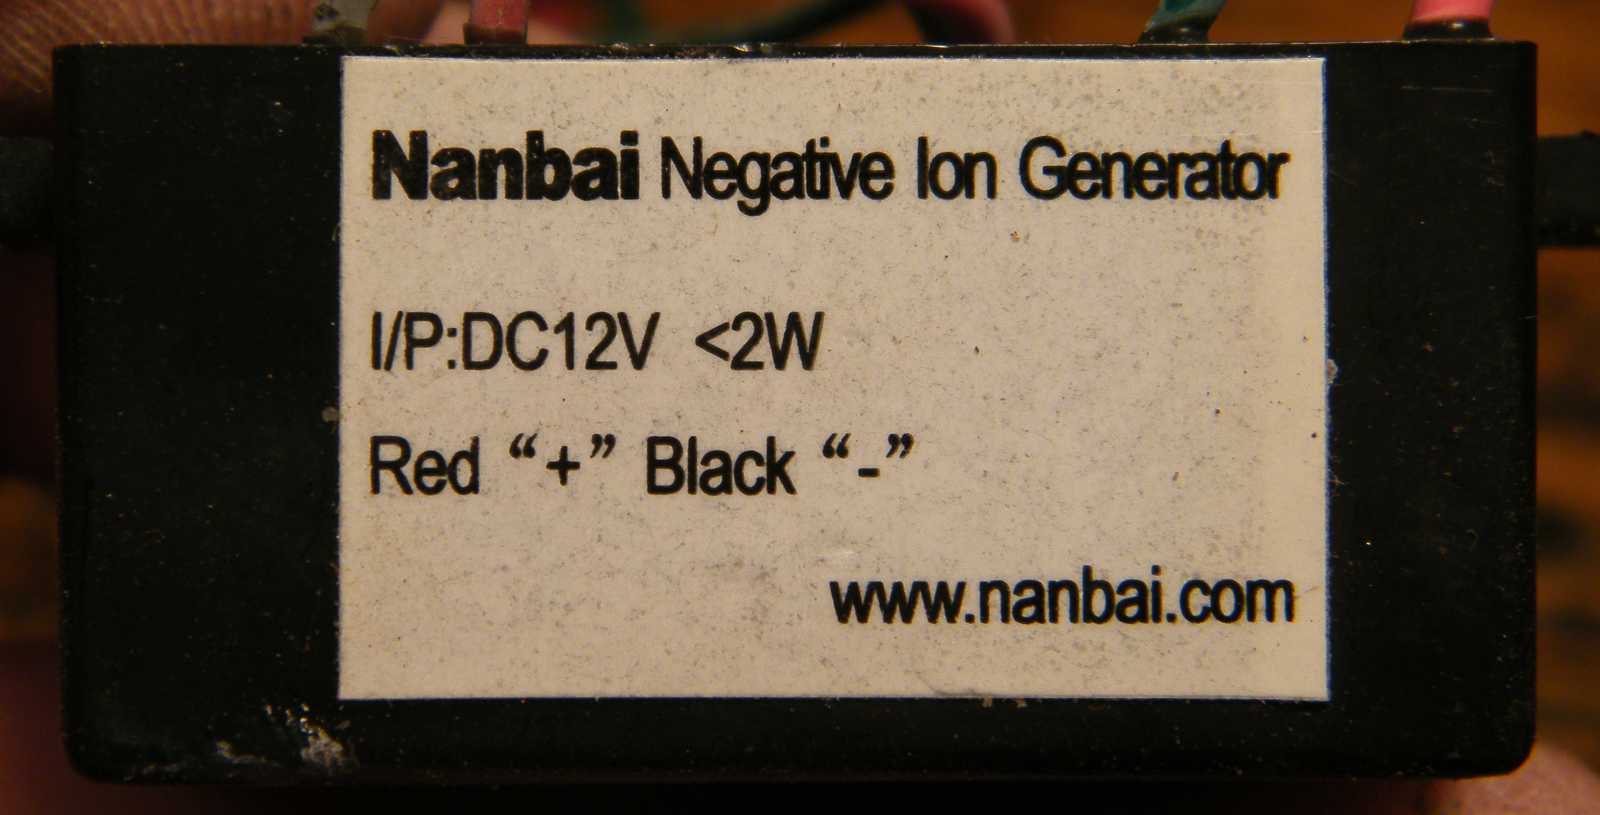 Nanbai Negative Ion Generator
I/P:DC12V <2W
Red “+” Black “-”
www.nanbai.com